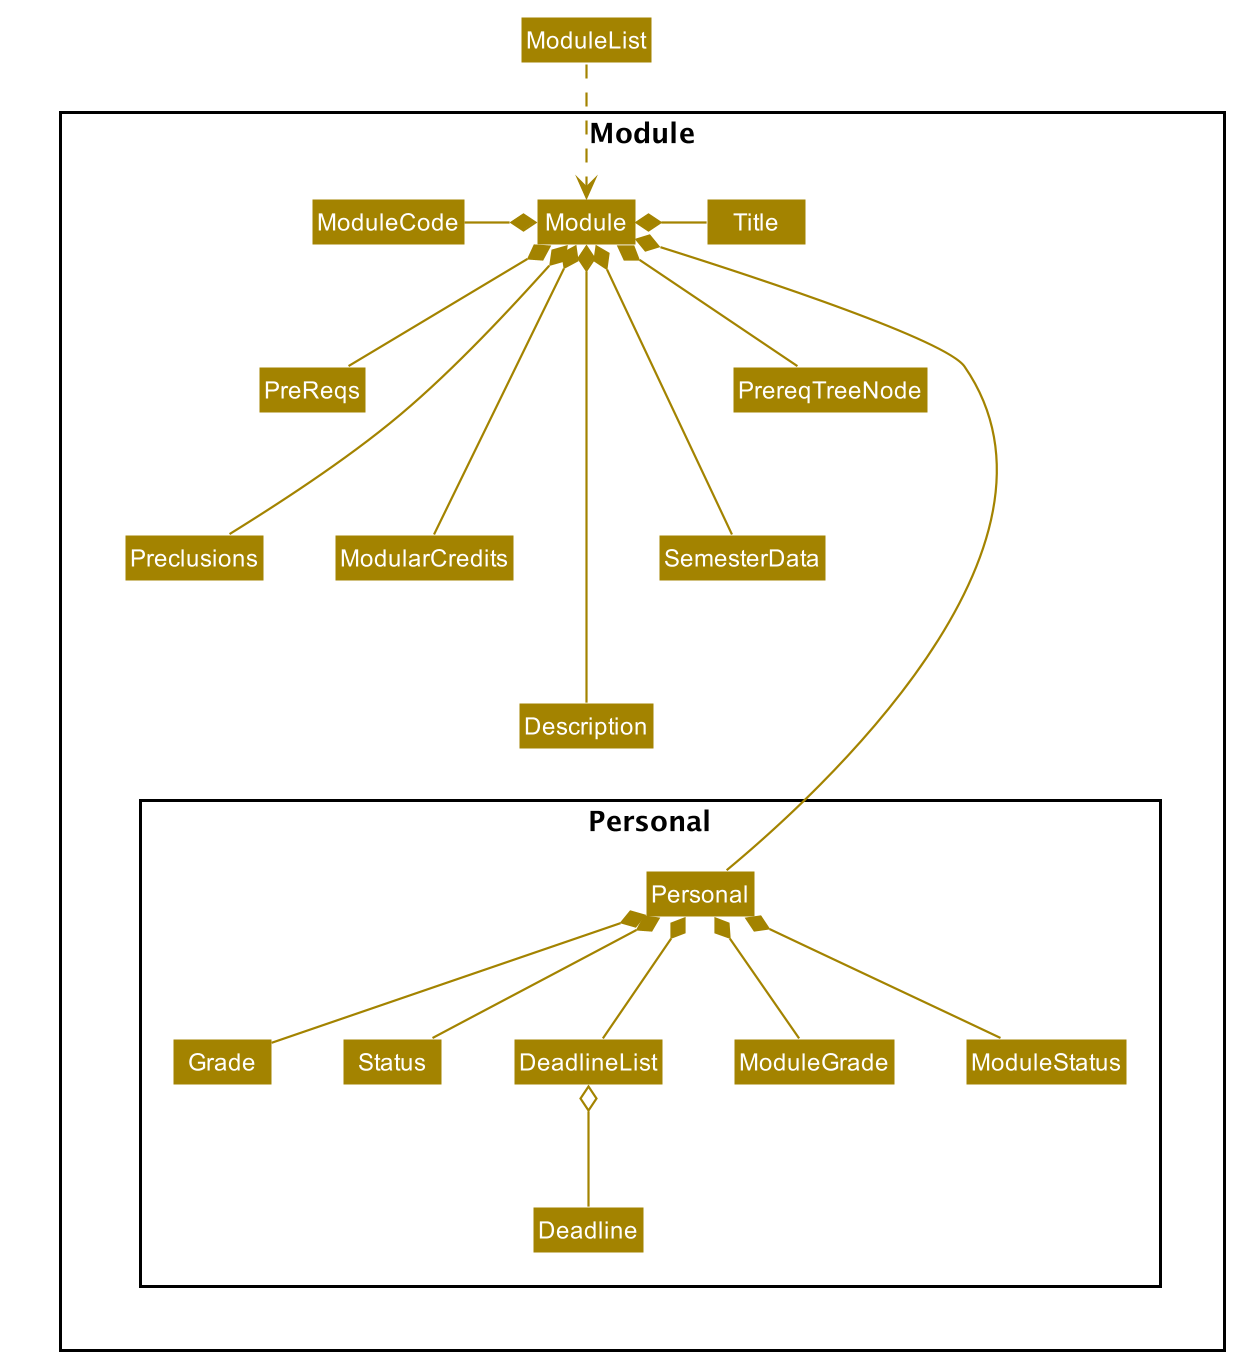 ModuleList
Module
ModuleCode
Module
Title
PreReqs
PrereqTreeNode
Preclusions
ModularCredits
SemesterData
Description
Personal
Personal
Grade
Status
DeadlineList
ModuleGrade
ModuleStatus
Deadline